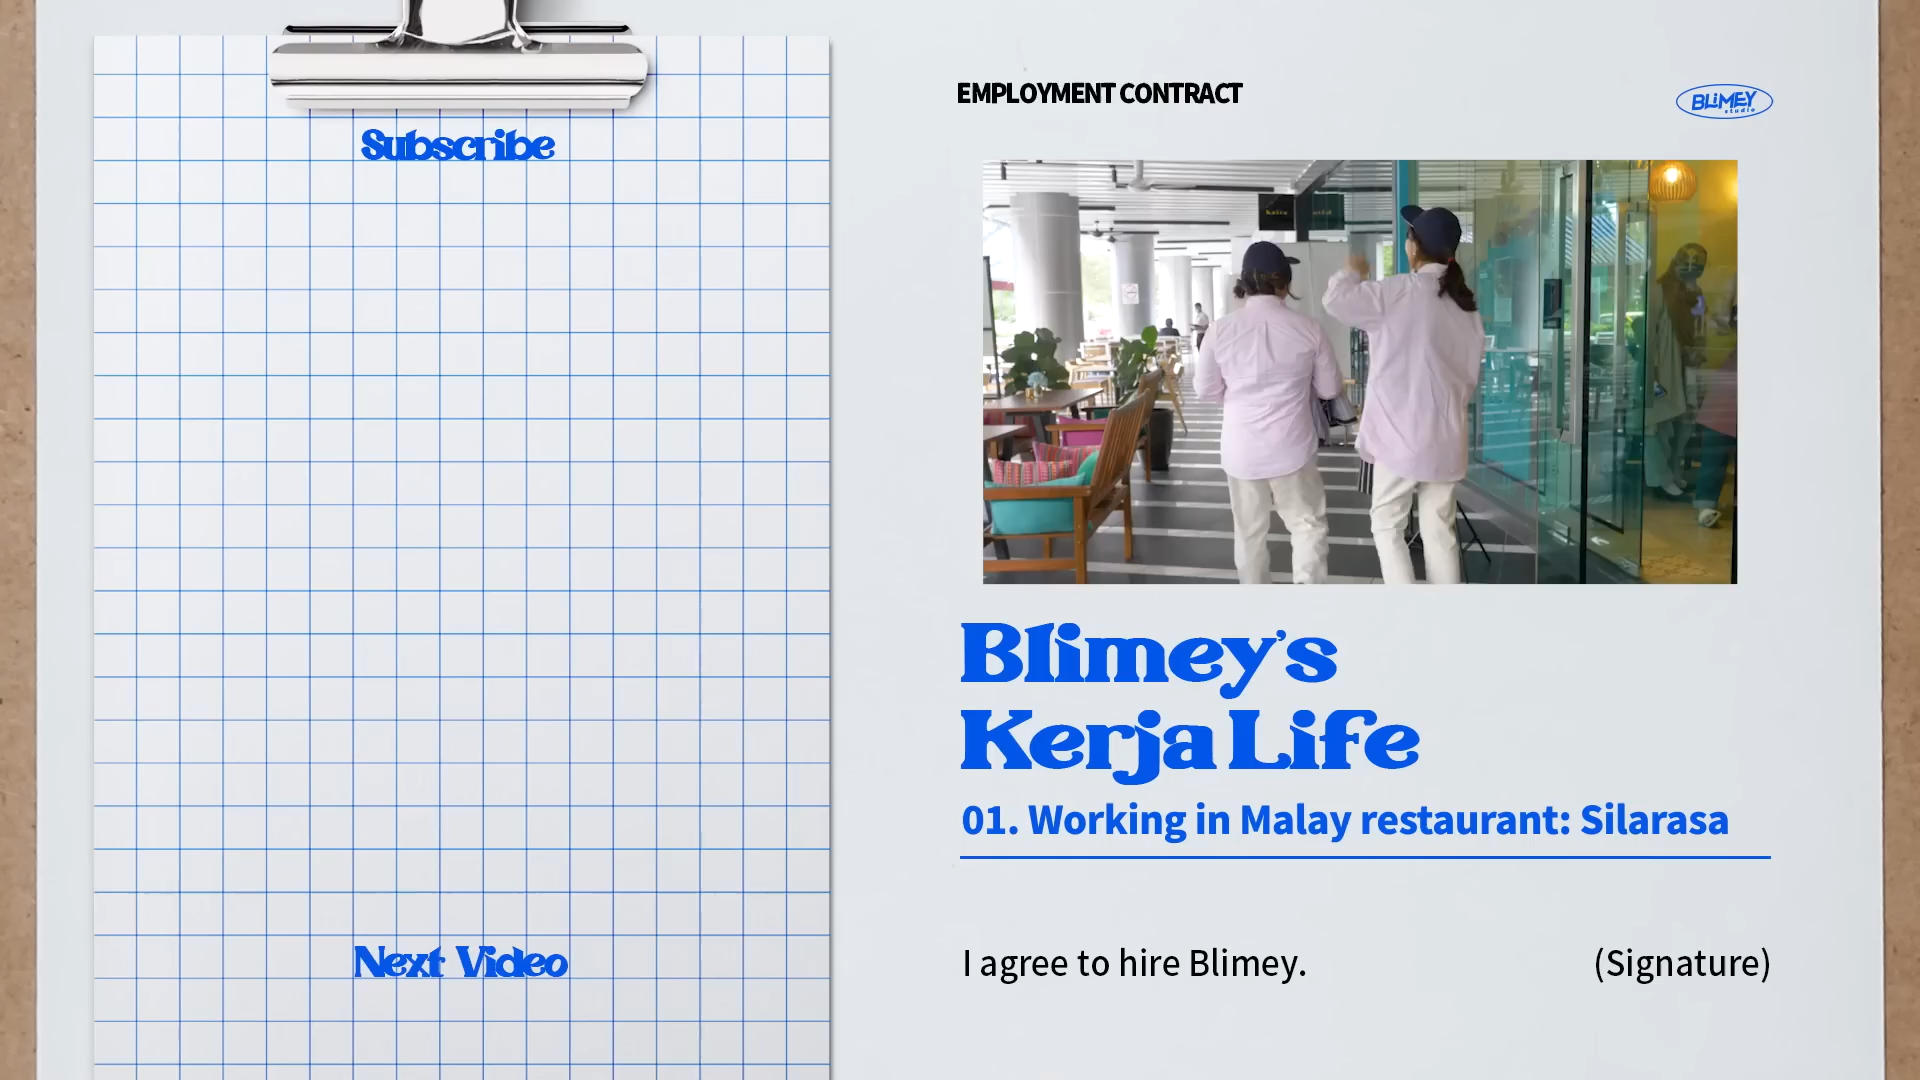 Subscribe
Next Video
EMPLOYMENT CONTRACT
BLiMEY
studio
Blimey's
Kerja Life
01. Working in Malay restaurant: Silarasa
I agree to hire Blimey.
(Signature)